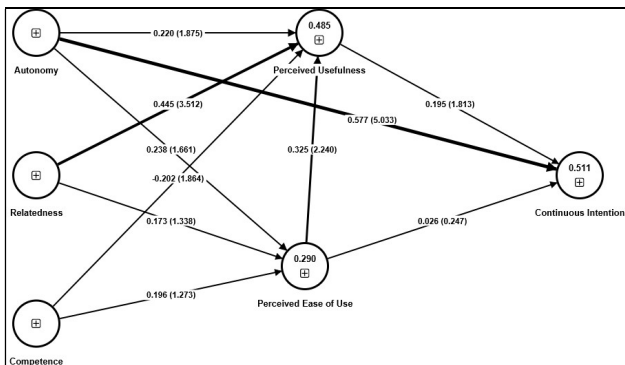 0.485
0.220 (1.875)
Autonomy
Perceived Usefulness
0.445 (3.512)
0.195 (1.813)
0.577 (5.033)
0.238 (1.661)
0.325 (2.240)
-0.202 (1.864)
0.511
Relatedness
0.173 (1.338)
0.026 (0.247)
Continuous Intention
0.290
0.196 (1.273)
Perceived Ease of Use
Competence